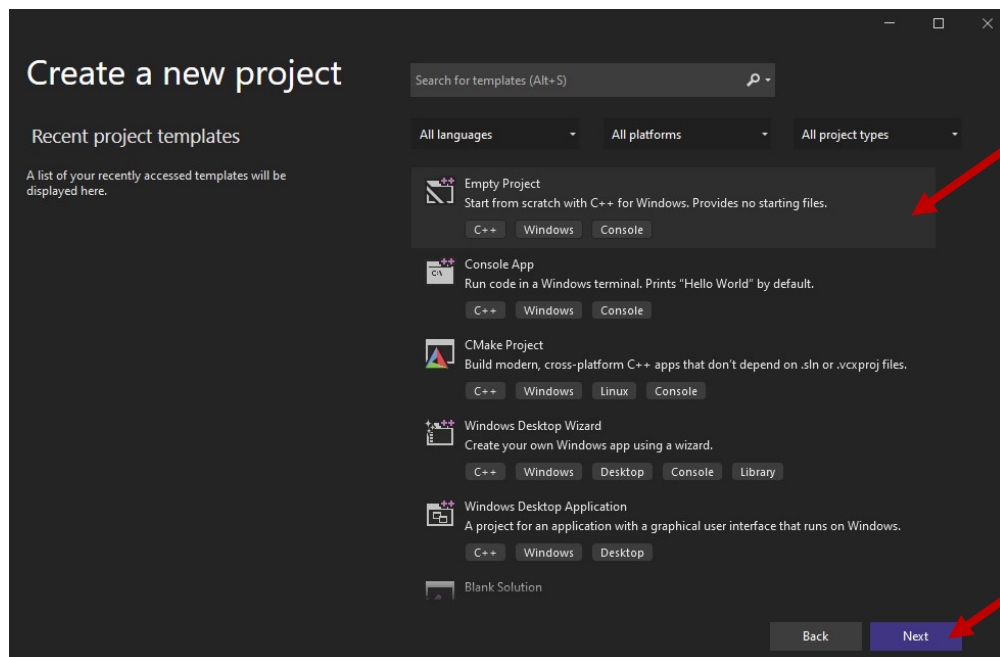 Create a new project
Search for templates (Alt+S)
Recent project templates
All languages
All platforms
All project types
A list of your recently accessed templates will be
displayed here.
Empty Project
Start from scratch with C++ for Windows. Provides no starting files.
C++ Windows Console
Console App
Run code in a Windows terminal. Prints "Hello World" by default.
C++ Windows Console
CMake Project
Build modern, cross-platform C++ apps that don't depend on .sln or .vcxproj files.
C++ Windows Linux Console
Windows Desktop Wizard
Create your own Windows app using a wizard.
C++ Windows Desktop Console Library
Windows Desktop Application
A project for an application with a graphical user interface that runs on Windows.
C++ Windows Desktop
Blank Solution
Back Next